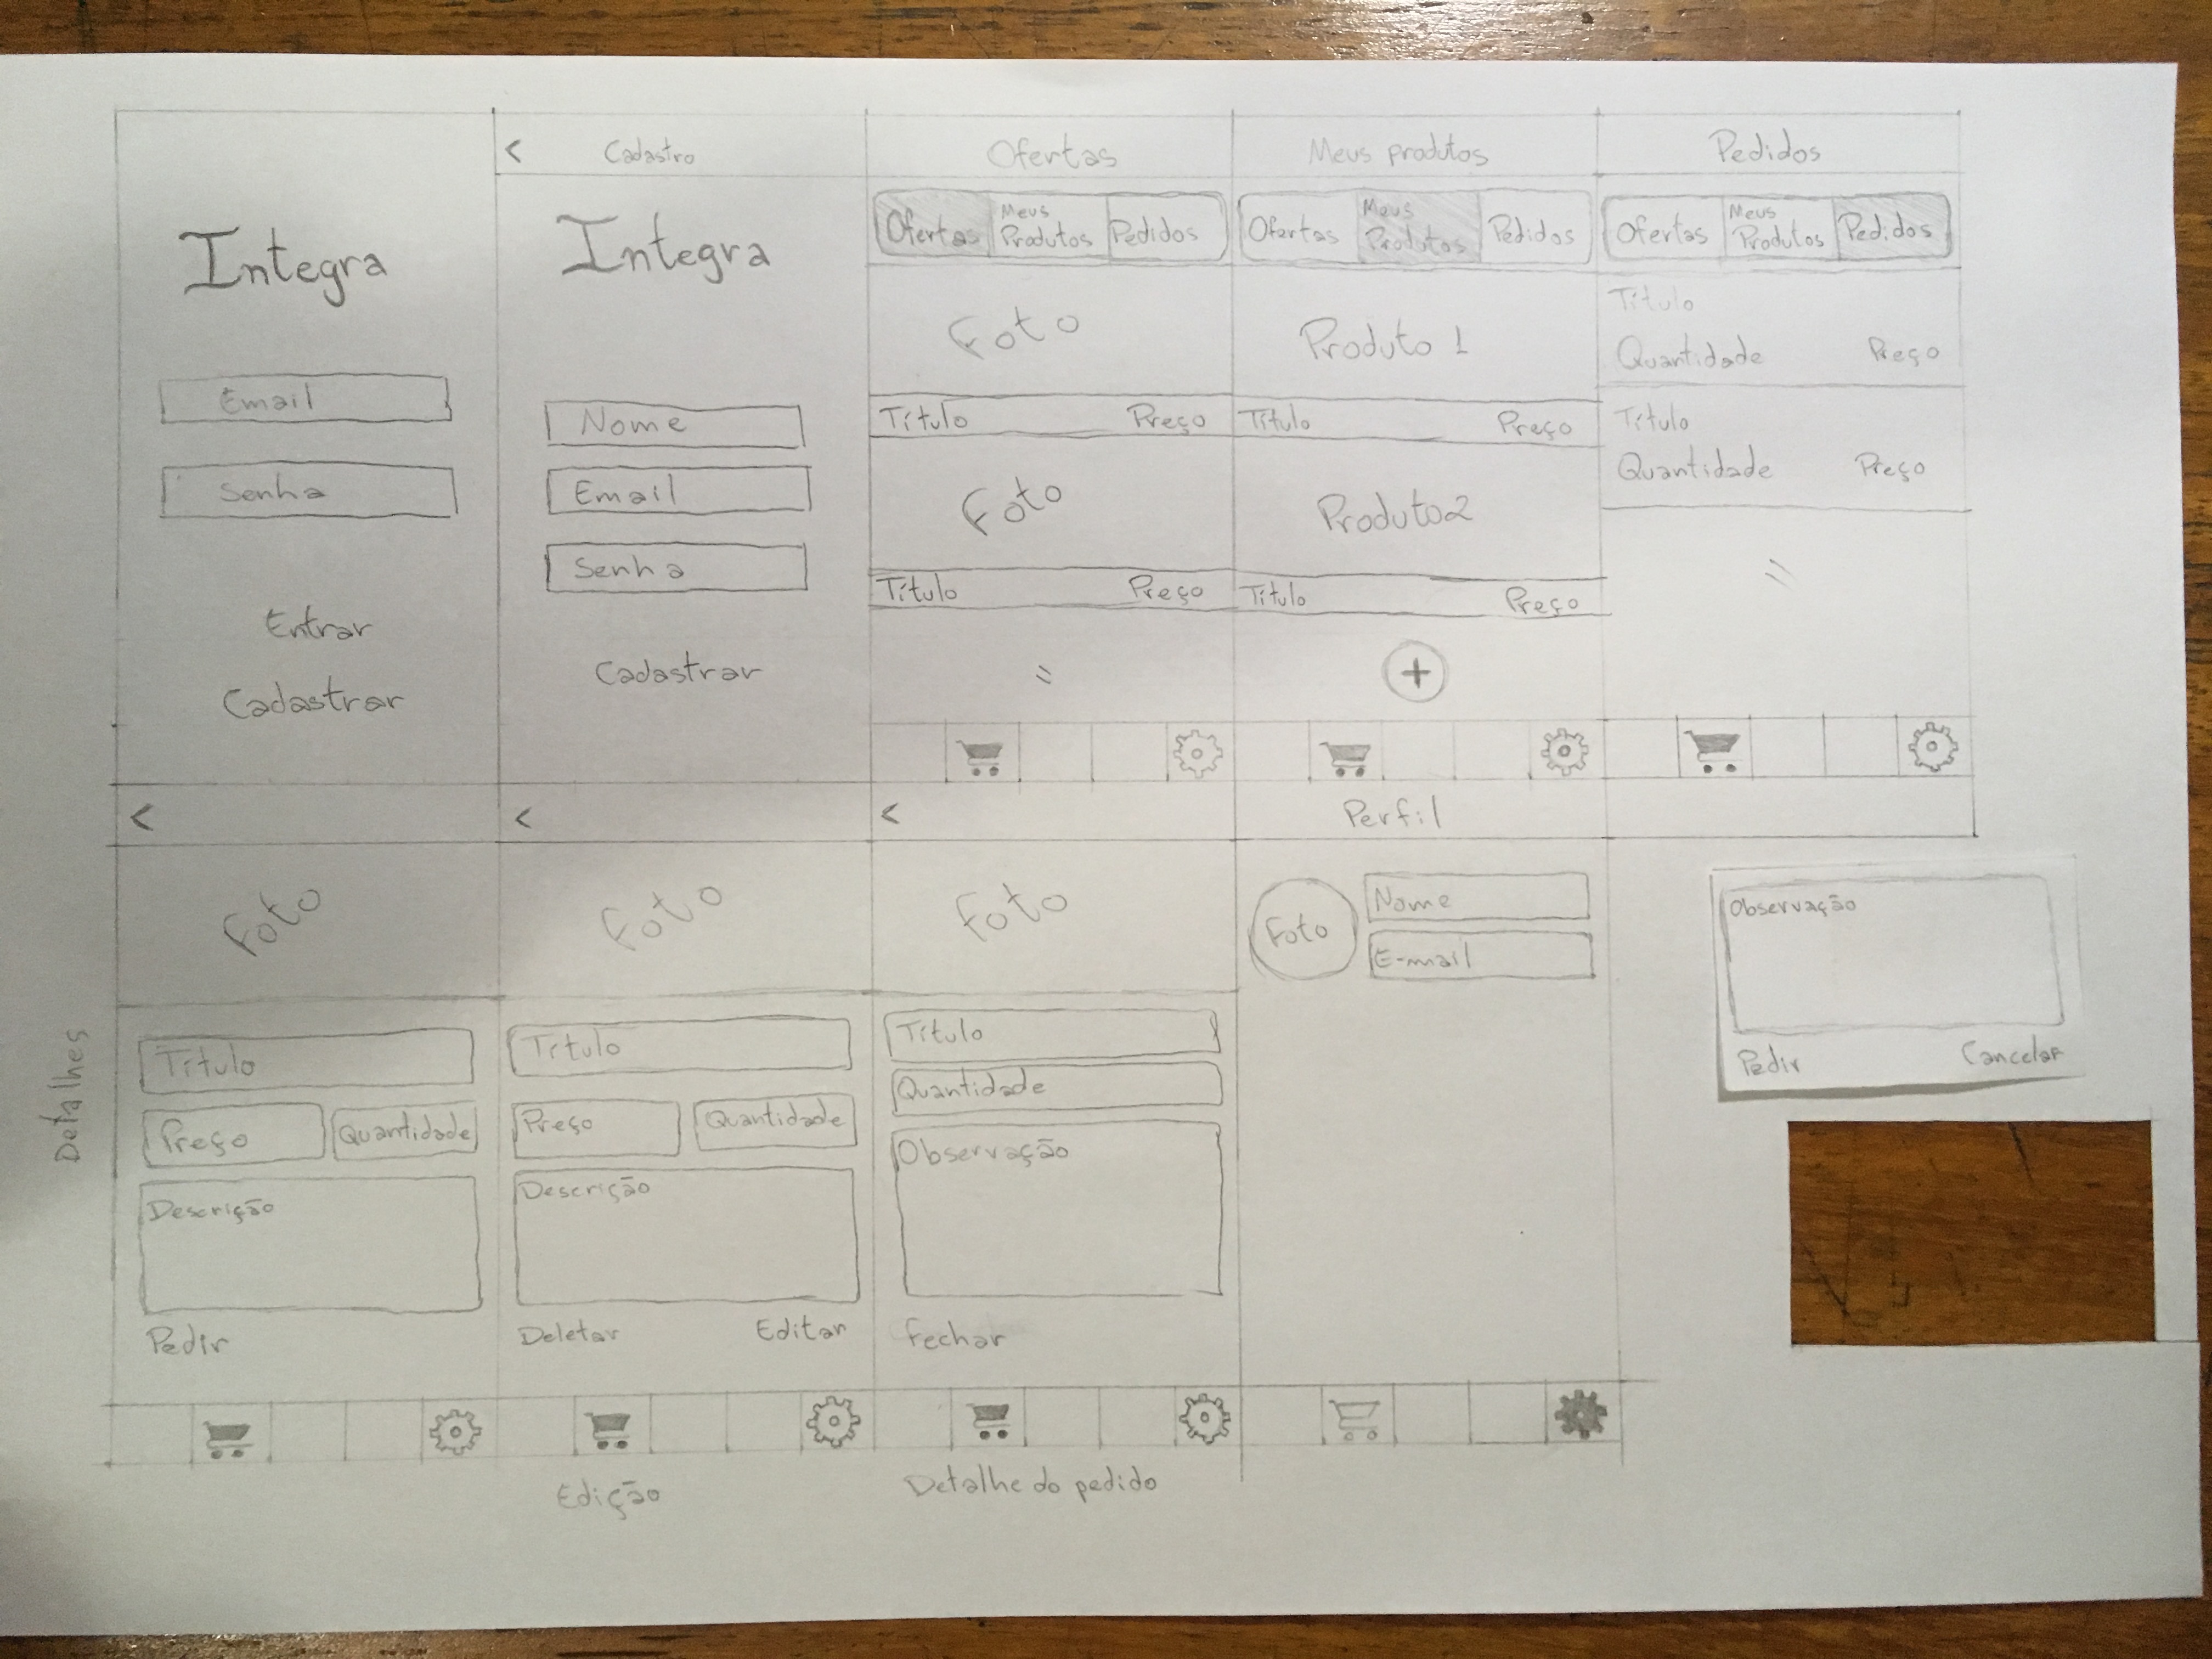 Integra
Email
Senha
Entrar
Cadastrar
< Cadastro
Integra
Nome
Email
Senha
Cadastrar
Ofertas
Ofertas Meus Produtos Pedidos
Foto
Título Preço
Foto
Título Preço
Meus produtos
Ofertas Meus Produtos Pedidos
Produto 1
Título Preço
Produto 2
Título Preço
+
Pedidos
Ofertas Meus Produtos Pedidos
Título
Quantidade Preço
Título
Quantidade Preço
Detalhes
<
Foto
Título
Preço Quantidade
Descrição
Pedir
<
Foto
Título
Preço Quantidade
Descrição
Deletar Editar
Edição
<
Foto
Título
Quantidade
Observação
Fechar
Detalhe do pedido
Perfil
Foto
Nome
E-mail
Observação
Pedir Cancelar